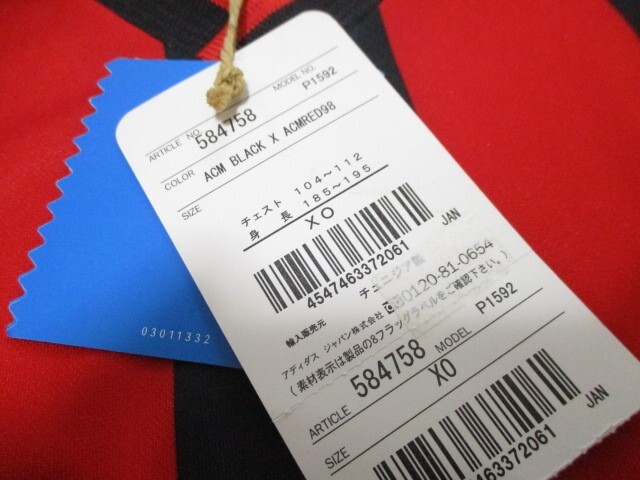 ARTICLE NO. 584758 MODEL NO. P1592
COLOR ACM BLACK X ACMRED98
SIZE
チェスト 104～112
身 長 185～195
XO
JAN
4547463372061
チュニジア製
輸入販売元
アディダス ジャパン株式会社 0120-81-0654
(素材表示は製品の8フラッグラベルをご確認下さい。)
ARTICLE 584758 MODEL P1592
SIZE XO
JAN
547463372061
03011332